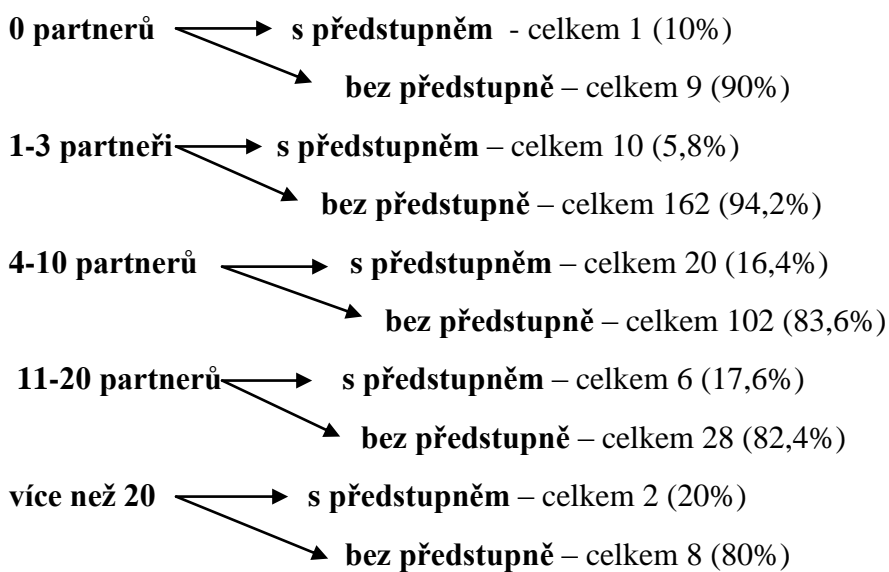 0 partnerů s předstupněm - celkem 1 (10%)
bez předstupně – celkem 9 (90%)
1-3 partneři s předstupněm – celkem 10 (5,8%)
bez předstupně – celkem 162 (94,2%)
4-10 partnerů s předstupněm – celkem 20 (16,4%)
bez předstupně – celkem 102 (83,6%)
11-20 partnerů s předstupněm – celkem 6 (17,6%)
bez předstupně – celkem 28 (82,4%)
více než 20 s předstupněm – celkem 2 (20%)
bez předstupně – celkem 8 (80%)